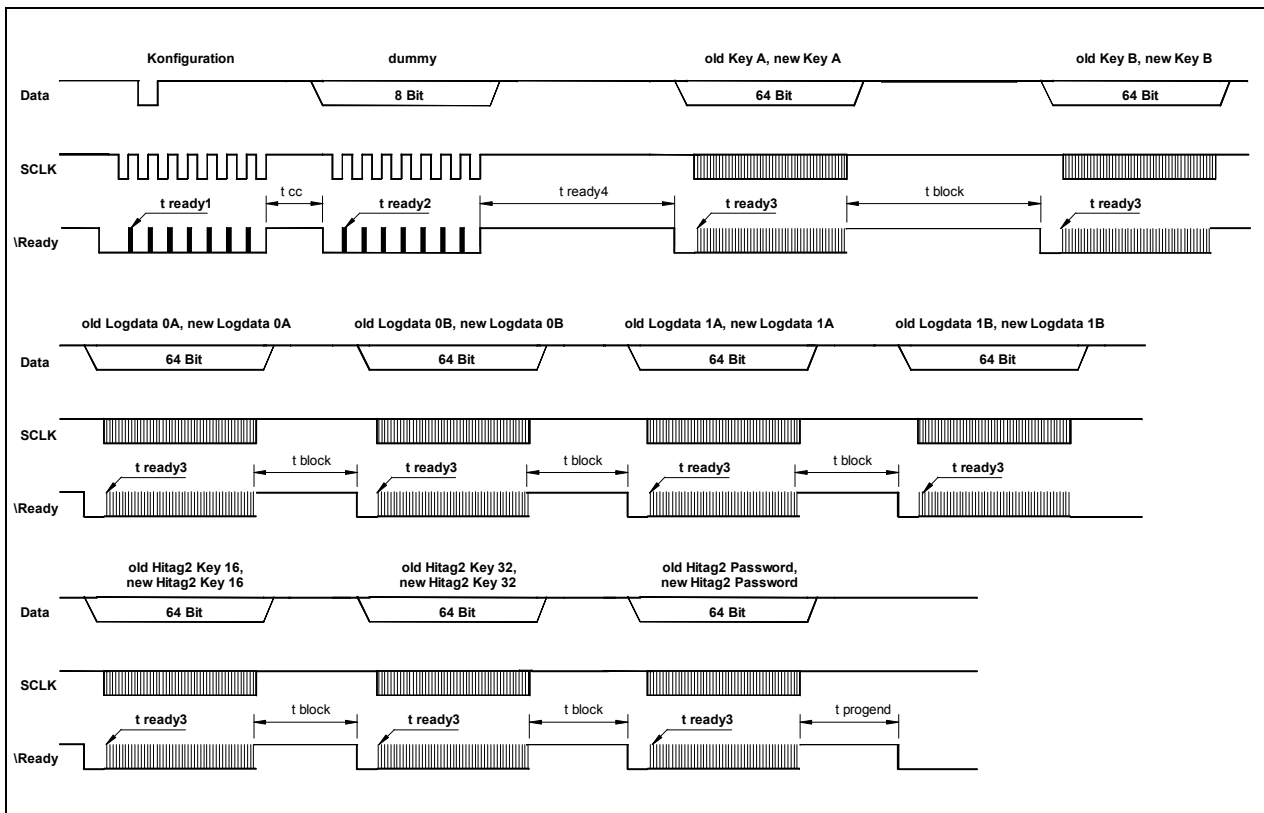 Konfiguration dummy old Key A, new Key A old Key B, new Key B
Data 8 Bit 64 Bit 64 Bit
SCLK
t cc t ready4 t block
t ready1 t ready2 t ready3 t ready3
\Ready
old Logdata 0A, new Logdata 0A old Logdata 0B, new Logdata 0B old Logdata 1A, new Logdata 1A old Logdata 1B, new Logdata 1B
Data 64 Bit 64 Bit 64 Bit 64 Bit
SCLK
t block t block t block
t ready3 t ready3 t ready3 t ready3
\Ready
old Hitag2 Key 16, old Hitag2 Key 32, old Hitag2 Password,
new Hitag2 Key 16 new Hitag2 Key 32 new Hitag2 Password
Data 64 Bit 64 Bit 64 Bit
SCLK
t block t block t progend
t ready3 t ready3 t ready3
\Ready